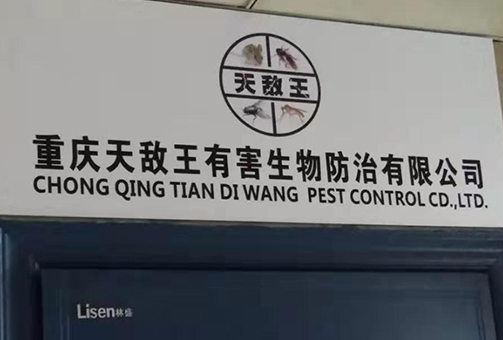 天敌王
重庆天敌王有害生物防治有限公司
CHONG QING TIAN DI WANG PEST CONTROL CD.,LTD.
Lisen林盛